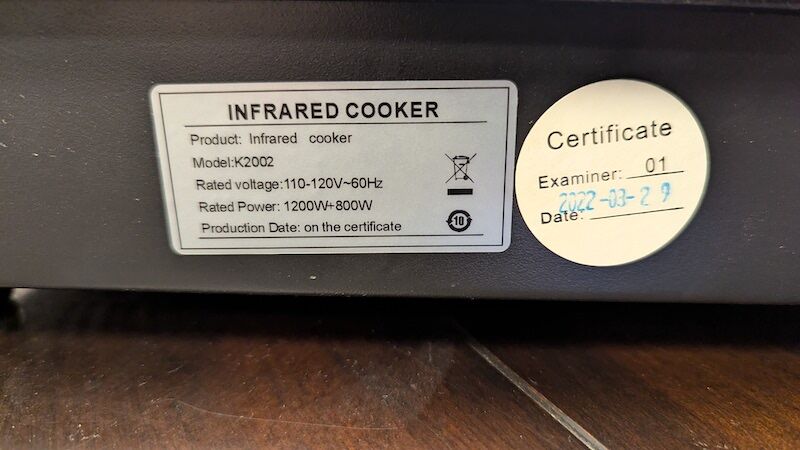 INFRARED COOKER
Product: Infrared cooker
Model:K2002
Rated voltage:110-120V~60Hz
Rated Power: 1200W+800W
Production Date: on the certificate
10
Certificate
Examiner: 01
2022-03-29
Date: